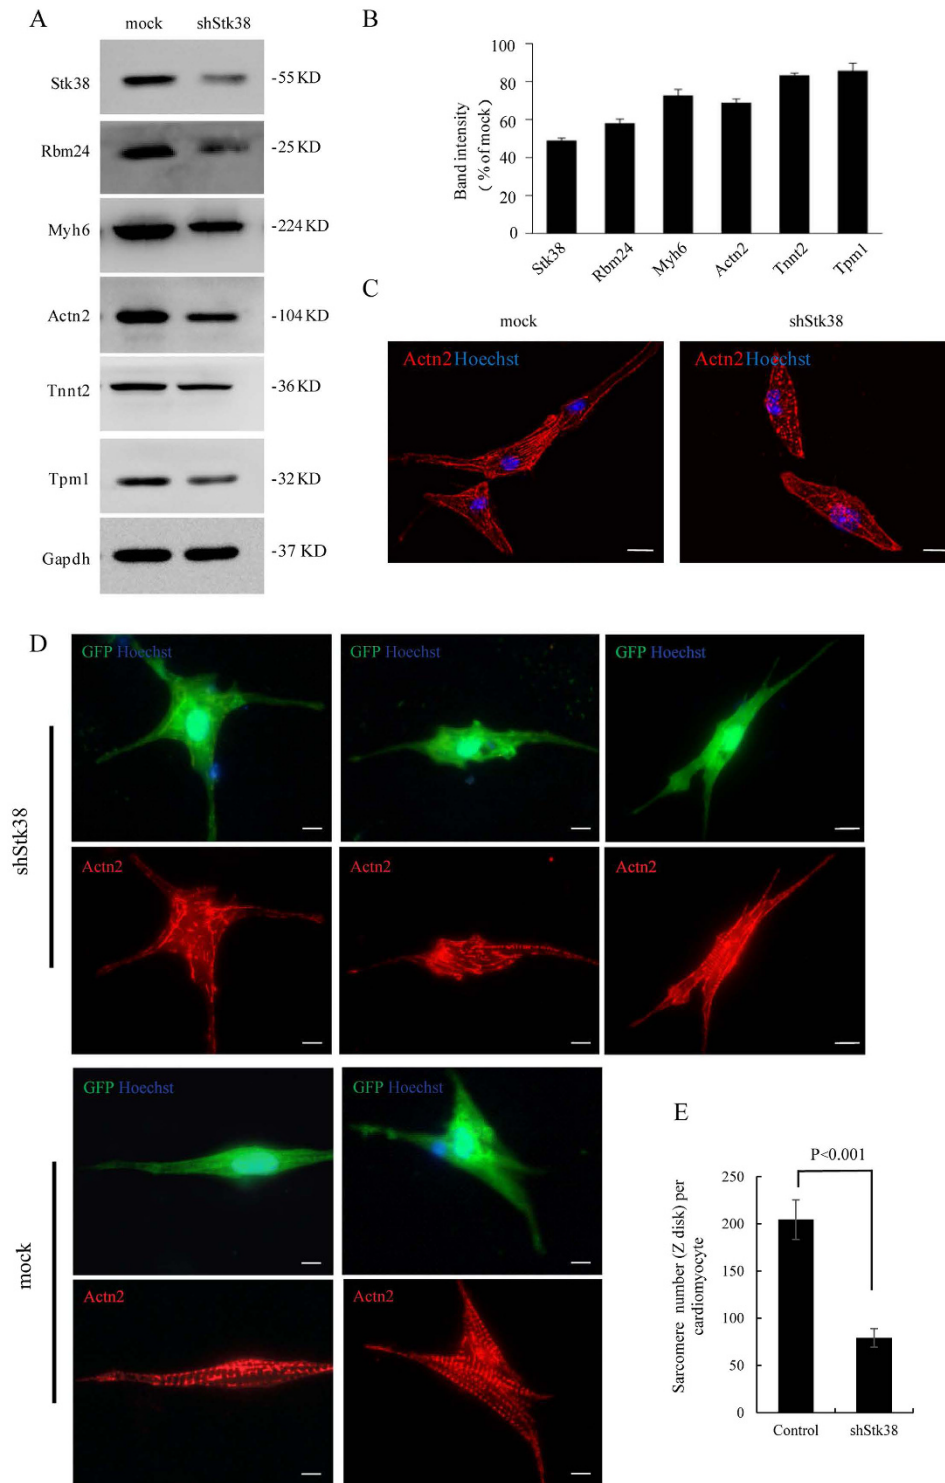 A
mock shStk38
Stk38 -55 KD
Rbm24 -25 KD
Myh6 -224 KD
Actn2 -104 KD
Tnnt2 -36 KD
Tpm1 -32 KD
Gapdh -37 KD
B
Band intensity
( % of mock)
100
80
60
40
20
0
Stk38 Rbm24 Myh6 Actn2 Tnnt2 Tpm1
C
mock shStk38
Actn2 Hoechst Actn2 Hoechst
D
shStk38
GFP Hoechst GFP Hoechst GFP Hoechst
Actn2 Actn2 Actn2
mock
GFP Hoechst GFP Hoechst
Actn2 Actn2
E
P<0.001
Sarcomere number (Z disk) per
cardiomyocyte
250
200
150
100
50
0
Control shStk38